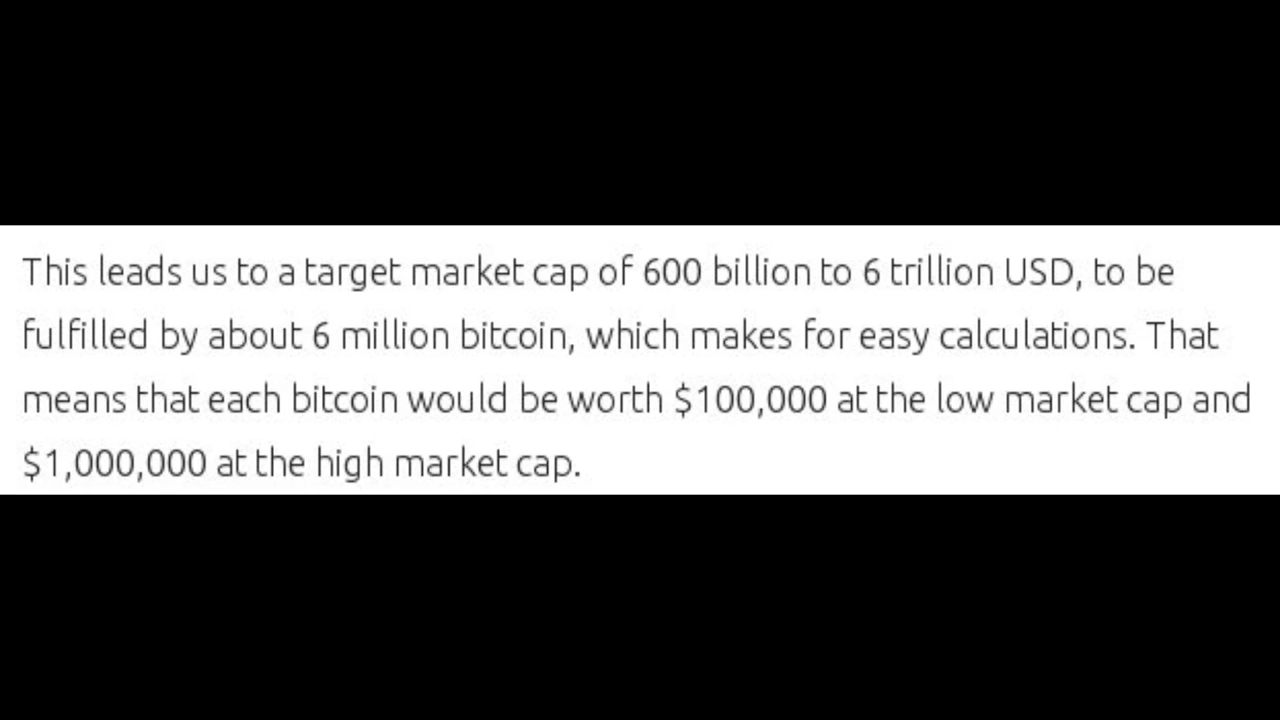 This leads us to a target market cap of 600 billion to 6 trillion USD, to be
fulfilled by about 6 million bitcoin, which makes for easy calculations. That
means that each bitcoin would be worth $100,000 at the low market cap and
$1,000,000 at the high market cap.